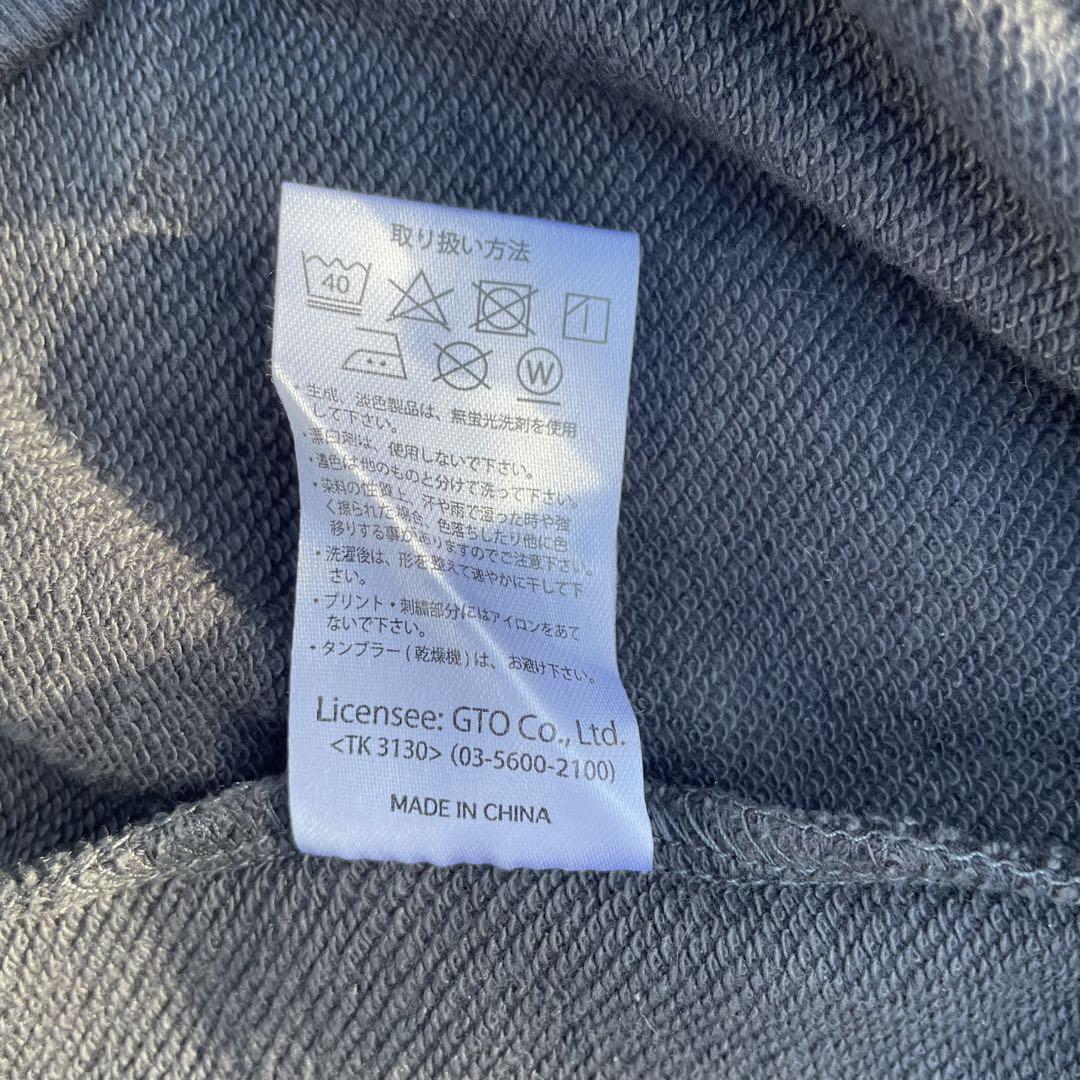 取り扱い方法
40
W
・生成、淡色製品は、無蛍光洗剤を使用
して下さい。
・漂白剤は、使用しないで下さい。
・濃色は他のものと分けて洗って下さい。
・染料の性質上、汗や雨で湿った時や強
く擦られた場合、色落ちしたり他に色
移りする事がありますのでご注意下さい。
・洗濯後は、形を整えて速やかに干して下
さい。
・プリント・刺繍部分にはアイロンをあて
ないで下さい。
・タンブラー(乾燥機)は、お避け下さい。
Licensee: GTO Co., Ltd.
<TK 3130> (03-5600-2100)
MADE IN CHINA